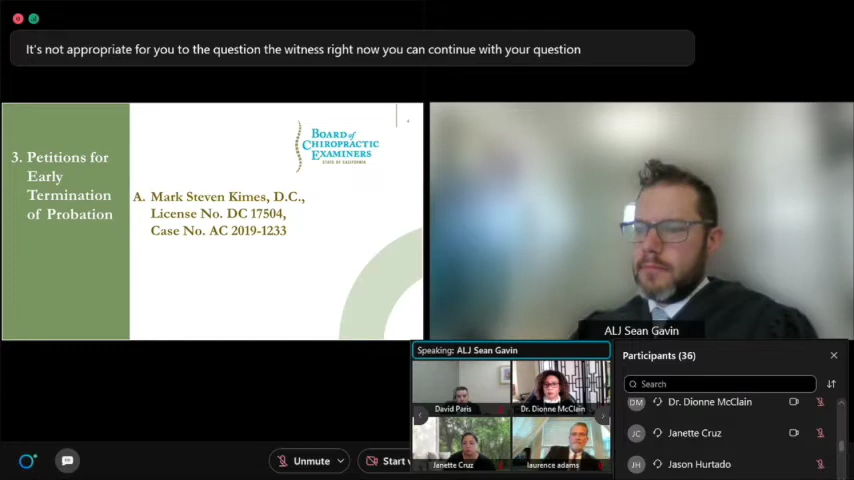 It's not appropriate for you to the question the witness right now you can continue with your question
3. Petitions for
Early
Termination
of Probation
BOARD of
CHIROPRACTIC
EXAMINERS
STATE OF CALIFORNIA
A. Mark Steven Kimes, D.C.,
License No. DC 17504,
Case No. AC 2019-1233
ALJ Sean Gavin
Speaking: ALJ Sean Gavin
David Paris
Dr. Dionne McClain
Janette Cruz
laurence adams
Participants (36)
Search
DM Dr. Dionne McClain
JC Janette Cruz
JH Jason Hurtado
Unmute
Start v